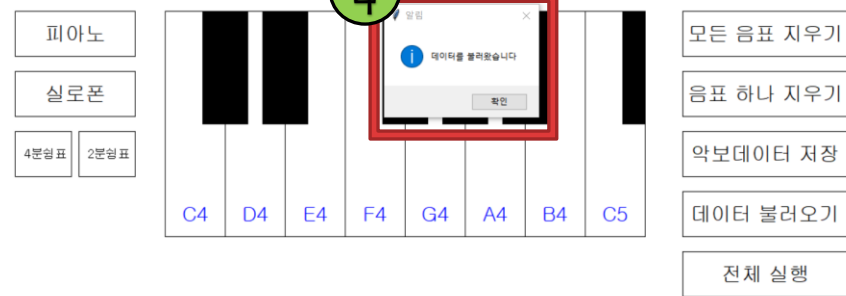 4
알림
데이터를 불러왔습니다
확인
피아노
실로폰
4분쉼표 2분쉼표
C4 D4 E4 F4 G4 A4 B4 C5
모든 음표 지우기
음표 하나 지우기
악보데이터 저장
데이터 불러오기
전체 실행